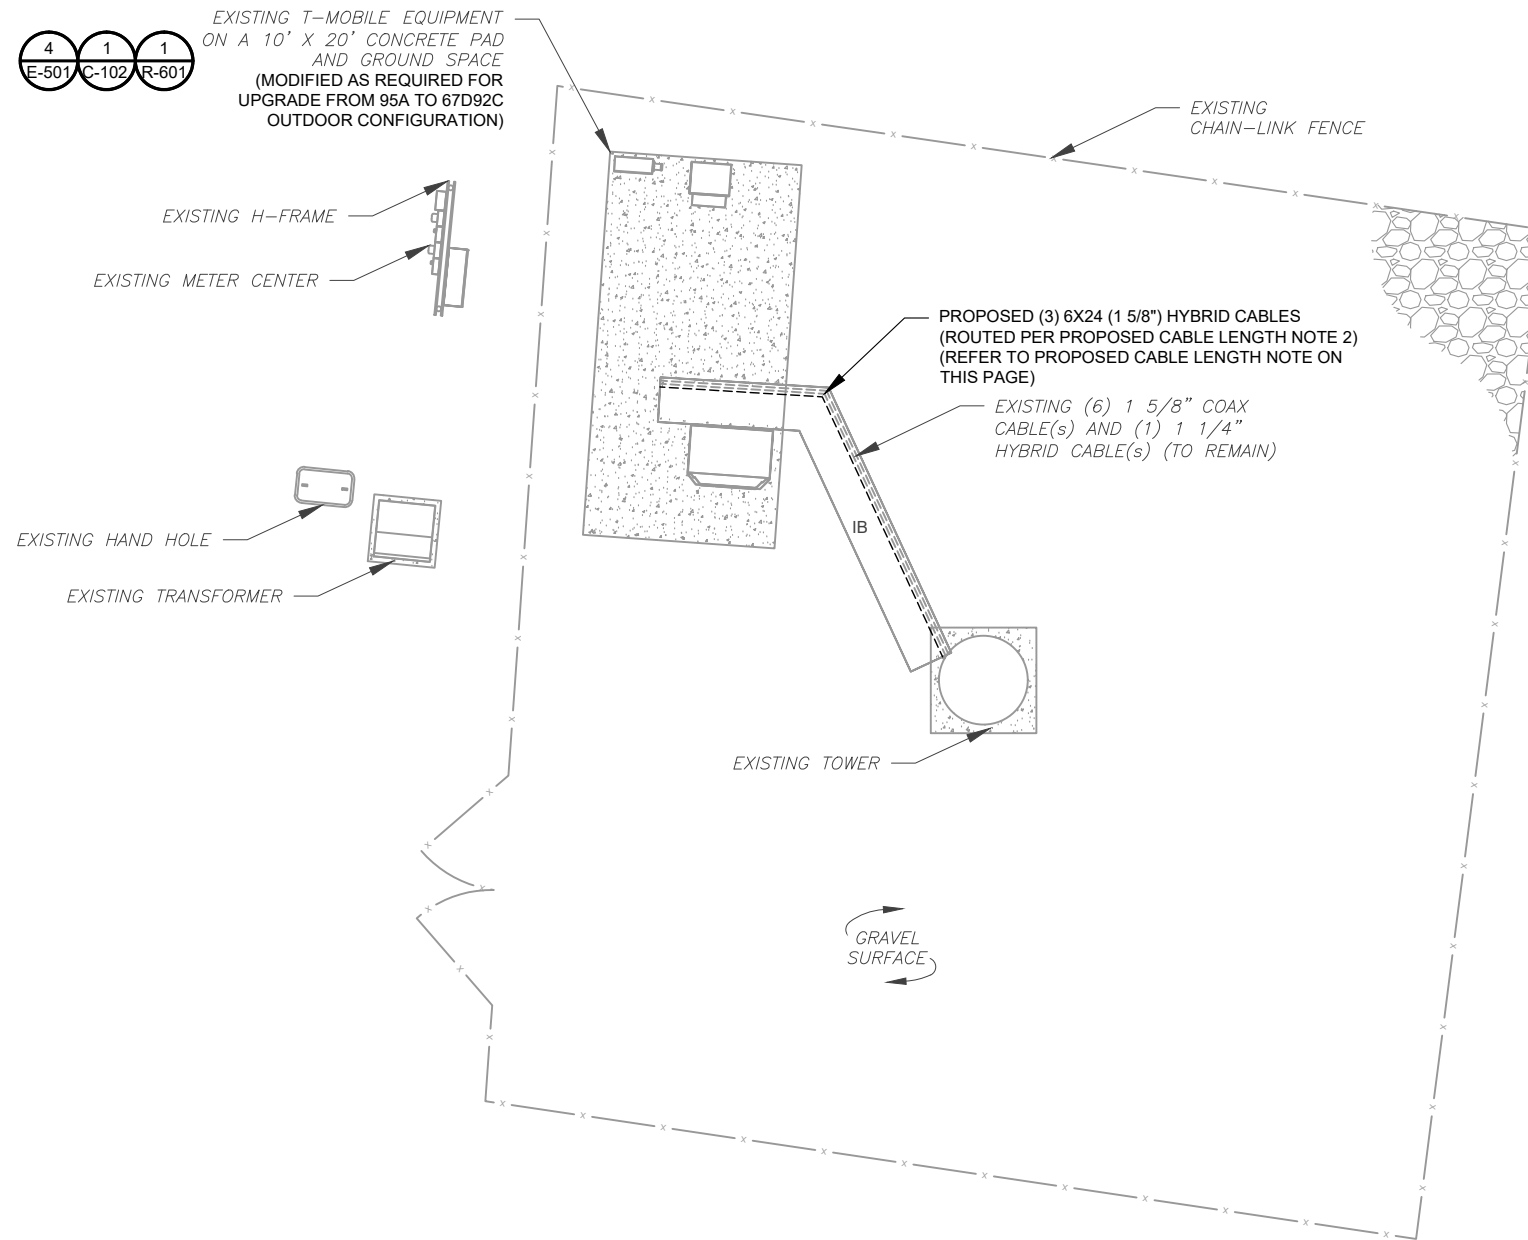 EXISTING T-MOBILE EQUIPMENT
ON A 10' X 20' CONCRETE PAD
AND GROUND SPACE
(MODIFIED AS REQUIRED FOR
UPGRADE FROM 95A TO 67D92C
OUTDOOR CONFIGURATION)
4
E-501
1
C-102
1
R-601
EXISTING
CHAIN-LINK FENCE
EXISTING H-FRAME
EXISTING METER CENTER
PROPOSED (3) 6X24 (1 5/8") HYBRID CABLES
(ROUTED PER PROPOSED CABLE LENGTH NOTE 2)
(REFER TO PROPOSED CABLE LENGTH NOTE ON
THIS PAGE)
EXISTING (6) 1 5/8" COAX
CABLE(s) AND (1) 1 1/4"
HYBRID CABLE(s) (TO REMAIN)
IB
EXISTING HAND HOLE
EXISTING TRANSFORMER
EXISTING TOWER
GRAVEL
SURFACE